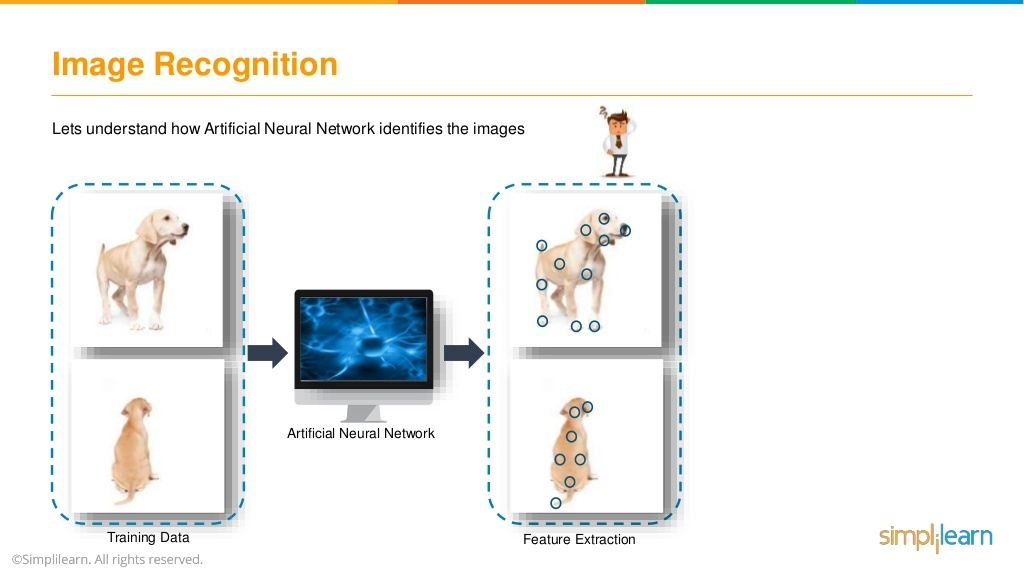 Image Recognition
Lets understand how Artificial Neural Network identifies the images
??
Artificial Neural Network
Training Data
Feature Extraction
©Simplilearn. All rights reserved.
simplilearn